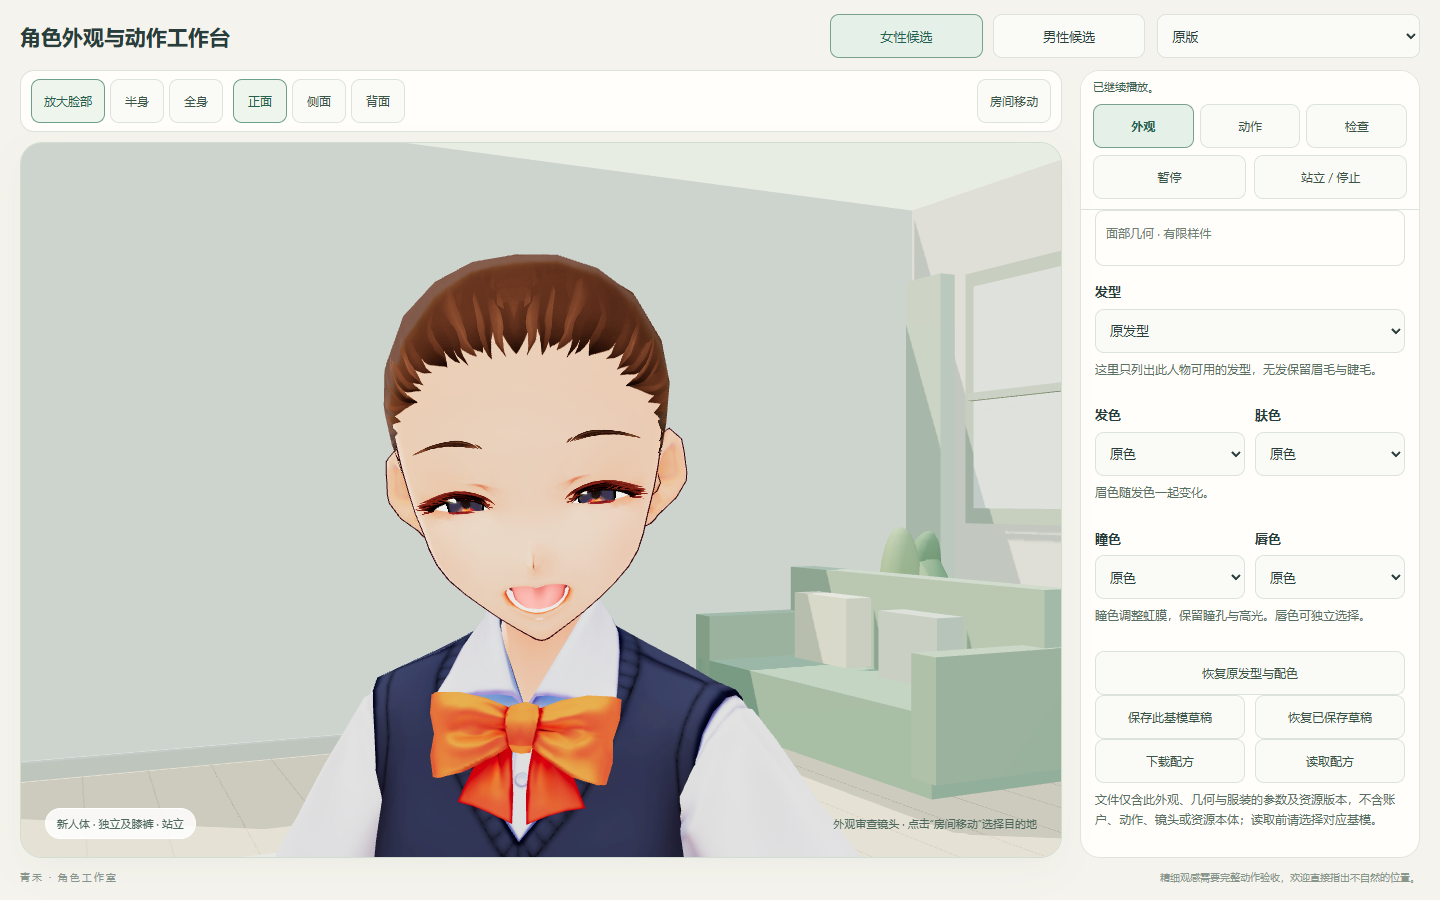 角色外观与动作工作台
女性候选
男性候选
原版
放大脸部
半身
全身
正面
侧面
背面
房间移动
已继续播放。
外观
动作
检查
暂停
站立 / 停止
面部几何 · 有限样件
发型
原发型
这里只列出此人物可用的发型，无发保留眉毛与睫毛。
发色
肤色
原色
原色
眉色随发色一起变化。
瞳色
唇色
原色
原色
瞳色调整虹膜，保留瞳孔与高光。唇色可独立选择。
恢复原发型与配色
保存此基模草稿
恢复已保存草稿
下载配方
读取配方
文件仅含此外观、几何与服装的参数及资源版本，不含账
户、动作、镜头或资源本体；读取前请选择对应基模。
新人体 · 独立及膝裤 · 站立
外观审查镜头 · 点击“房间移动”选择目的地
青禾 · 角色工作室
精细观感需要完整动作验收，欢迎直接指出不自然的位置。